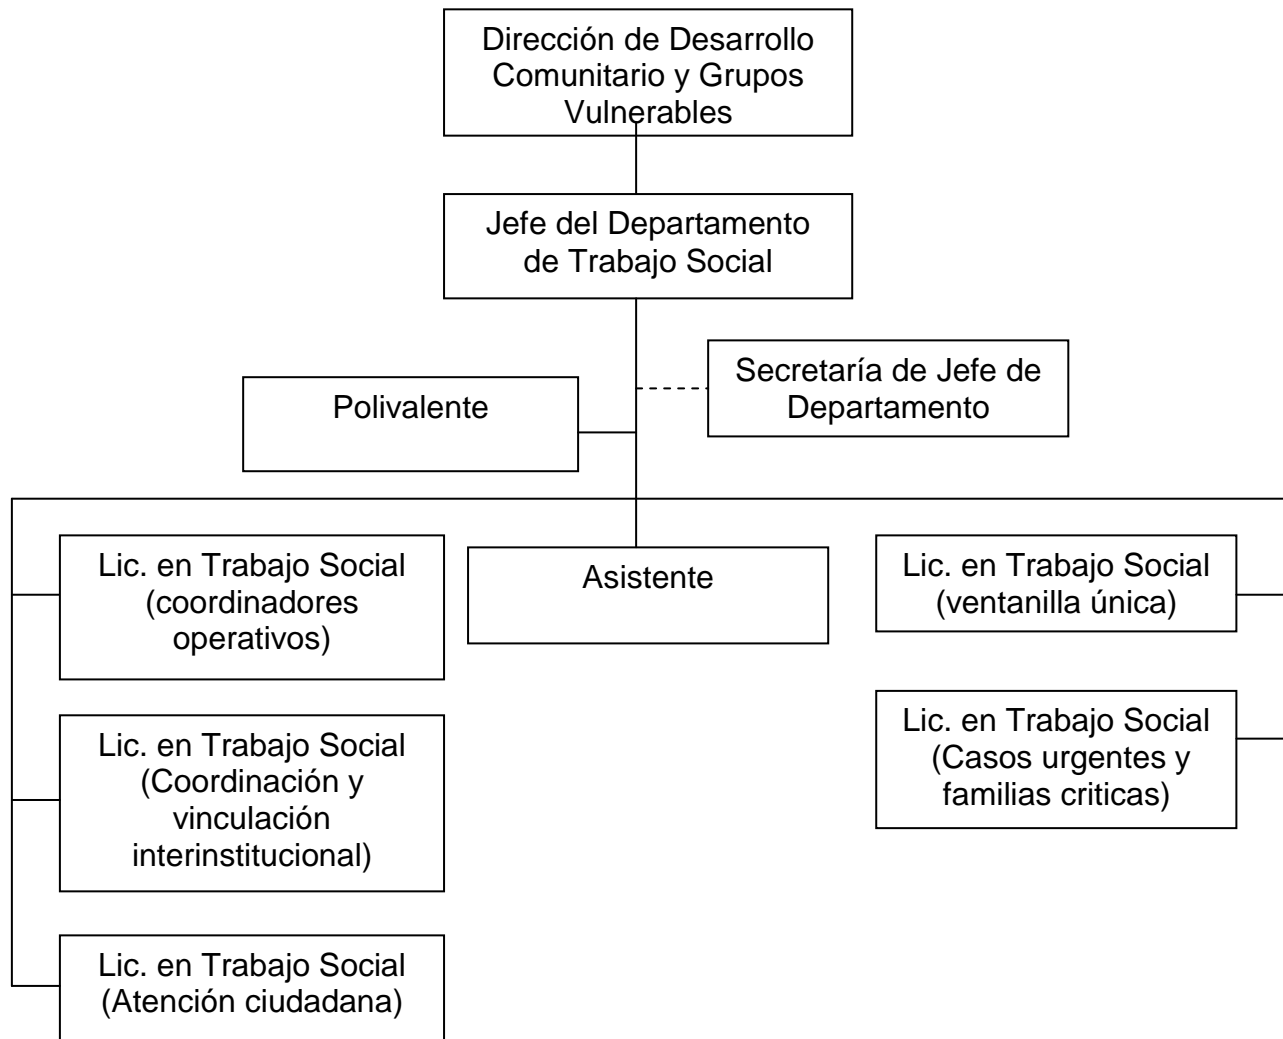 Dirección de Desarrollo
Comunitario y Grupos
Vulnerables
Jefe del Departamento
de Trabajo Social
Secretaría de Jefe de
Departamento
Polivalente
Lic. en Trabajo Social
(coordinadores
operativos)
Asistente
Lic. en Trabajo Social
(ventanilla única)
Lic. en Trabajo Social
(Coordinación y
vinculación
interinstitucional)
Lic. en Trabajo Social
(Casos urgentes y
familias criticas)
Lic. en Trabajo Social
(Atención ciudadana)